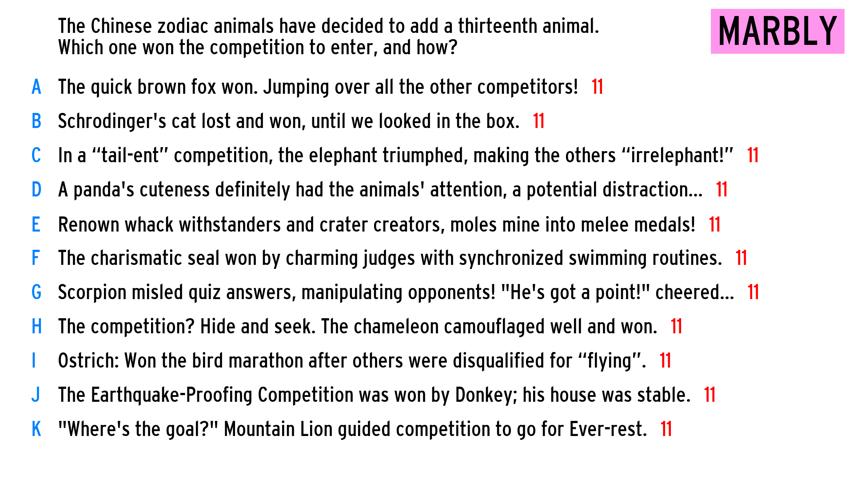 The Chinese zodiac animals have decided to add a thirteenth animal.
Which one won the competition to enter, and how?
MARBLY
A The quick brown fox won. Jumping over all the other competitors! 11
B Schrodinger's cat lost and won, until we looked in the box. 11
C In a “tail-ent” competition, the elephant triumphed, making the others “irrelephant!” 11
D A panda's cuteness definitely had the animals' attention, a potential distraction... 11
E Renown whack withstanders and crater creators, moles mine into melee medals! 11
F The charismatic seal won by charming judges with synchronized swimming routines. 11
G Scorpion misled quiz answers, manipulating opponents! "He's got a point!" cheered... 11
H The competition? Hide and seek. The chameleon camouflaged well and won. 11
I Ostrich: Won the bird marathon after others were disqualified for “flying”. 11
J The Earthquake-Proofing Competition was won by Donkey; his house was stable. 11
K "Where's the goal?" Mountain Lion guided competition to go for Ever-rest. 11